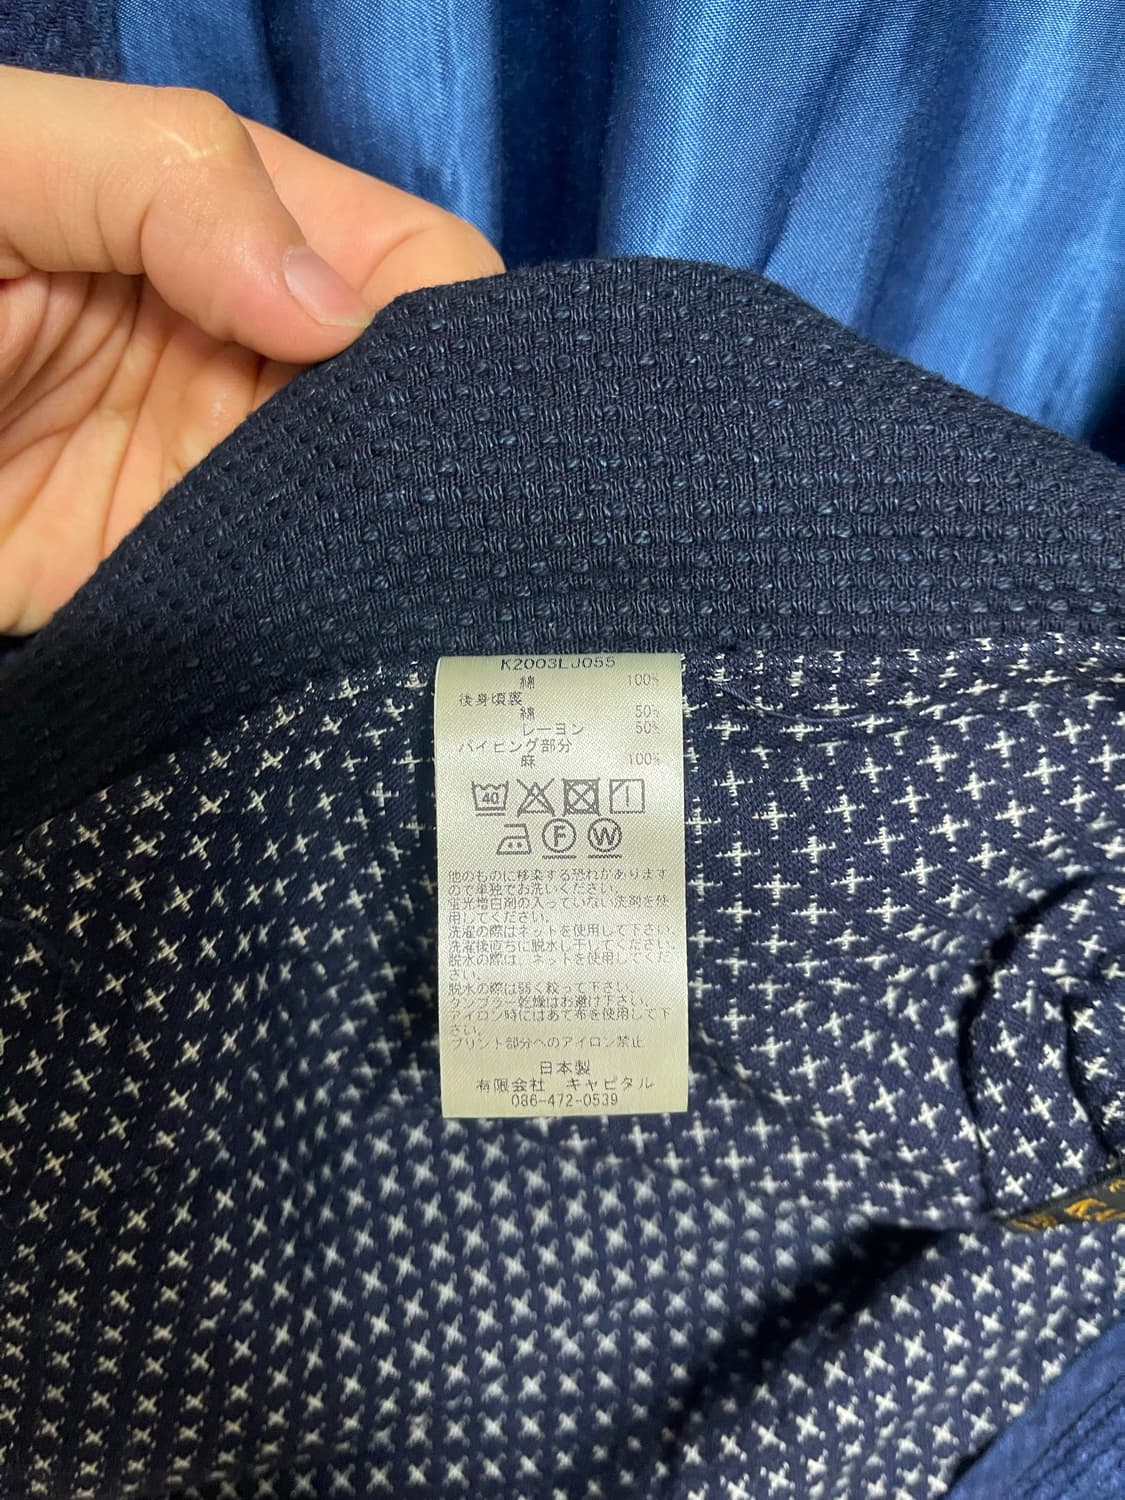 K2003LJ055
綿 100%
後身頃裏
綿 50%
レーヨン 50%
パイピング部分
麻 100%
40
F W
他のものに移染する恐れがあります
ので単独でお洗いください。
蛍光増白剤の入っていない洗剤を使
用してください。
洗濯の際はネットを使用して下さい。
洗濯後直ちに脱水し干してください。
脱水の際は、ネットを使用してくだ
さい。
脱水の際は弱く絞って下さい。
タンブラー乾燥はお避け下さい。
アイロン時にはあて布を使用して下
さい。
プリント部分へのアイロン禁止
日本製
有限会社 キャピタル
086-472-0539